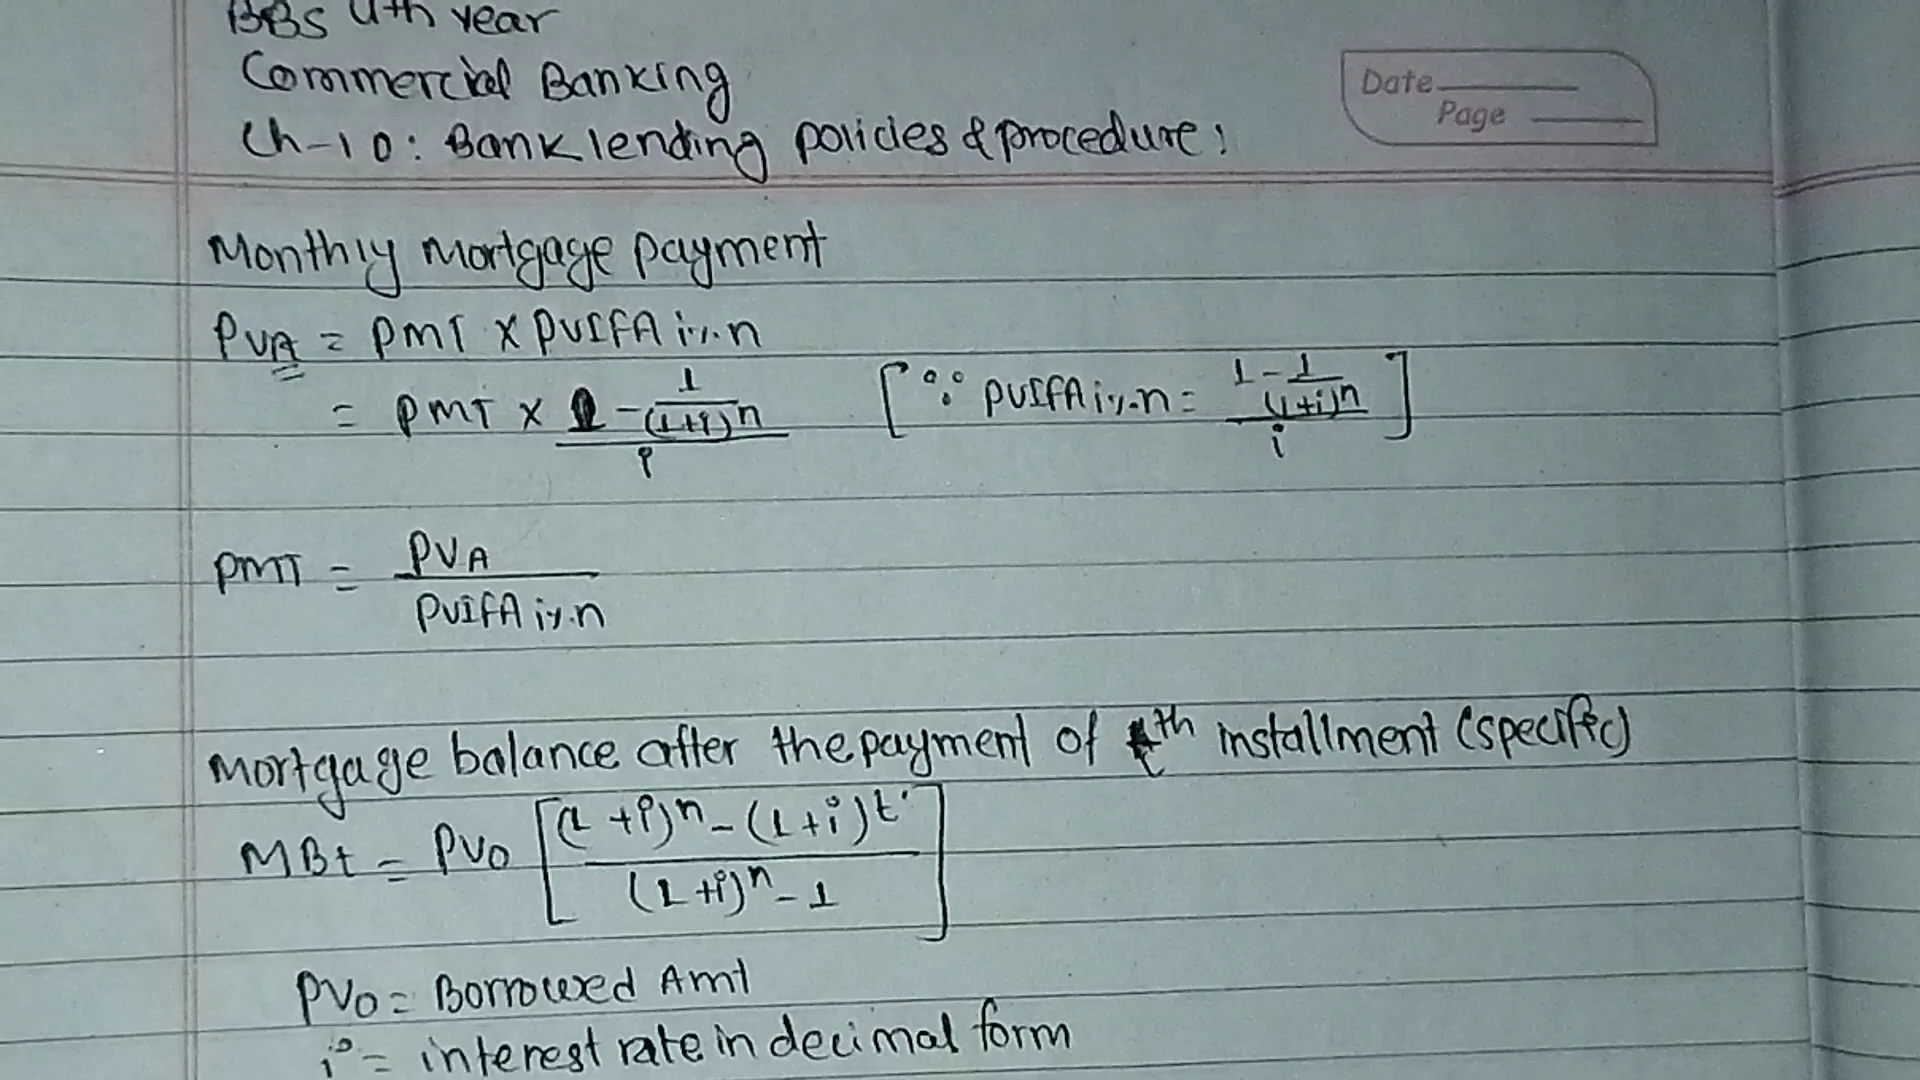 BBS 4th year
Commercial Banking
Ch-10: Bank lending policies & procedure:
Date
Page
Monthly Mortgage payment
PVA = PMT X PVIFA i%.n
= PMT × 1 - 1/(1+i)n / i [∵ PVIFA i%.n = 1 - 1/(1+i)n / i]
PMT = PVA / PVIFA i%.n
Mortgage balance after the payment of tth installment (specific)
MBt = PVo [(1+i)n - (1+i)t / (1+i)n - 1]
PVo = Borrowed Amt
i = interest rate in decimal form